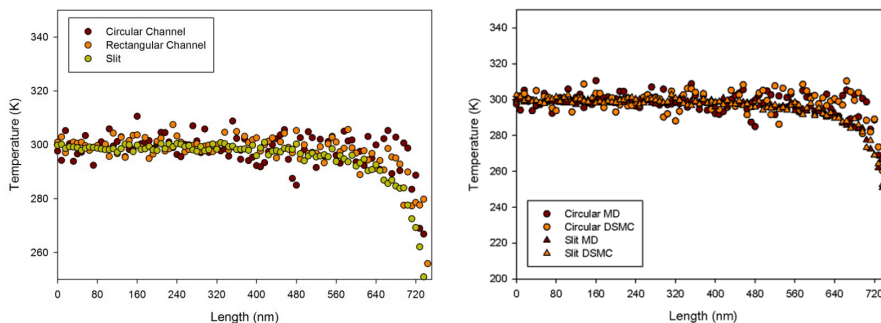 340
320
300
280
260
Temperature (K)
Circular Channel
Rectangular Channel
Slit
0 80 160 240 320 400 480 560 640 720
Length (nm)
340
320
300
280
260
240
220
200
Temperature (K)
Circular MD
Circular DSMC
Slit MD
Slit DSMC
0 80 160 240 320 400 480 560 640 720
Length (nm)